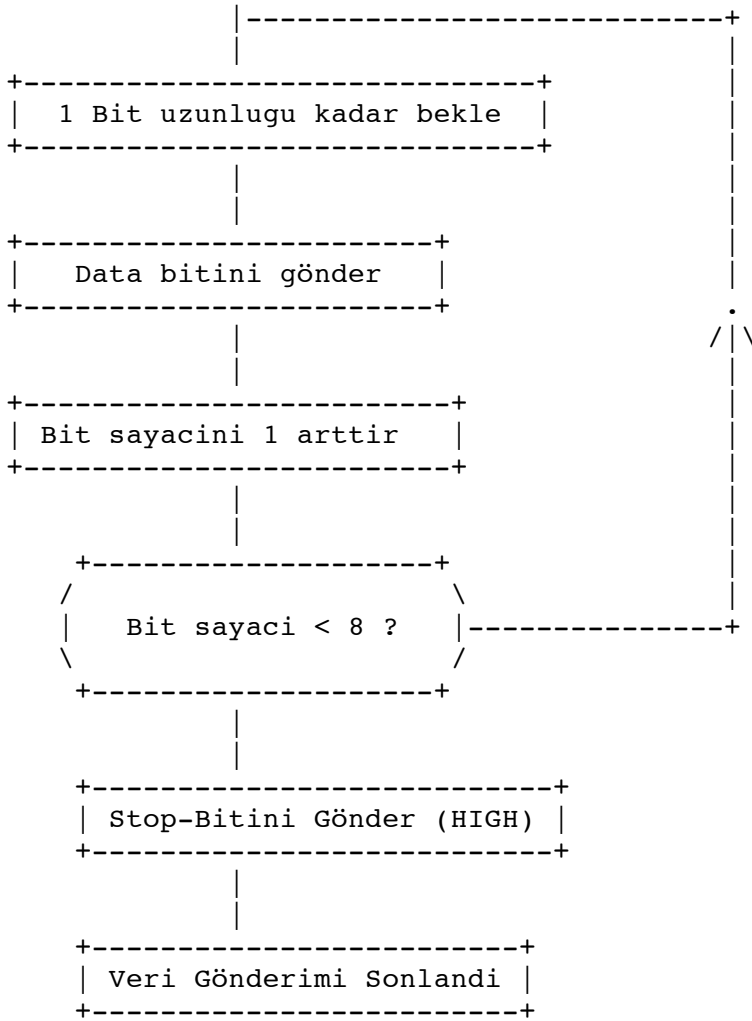 1 Bit uzunlugu kadar bekle
Data bitini gönder
Bit sayacini 1 arttir
Bit sayaci < 8 ?
Stop-Bitini Gönder (HIGH)
Veri Gönderimi Sonlandi